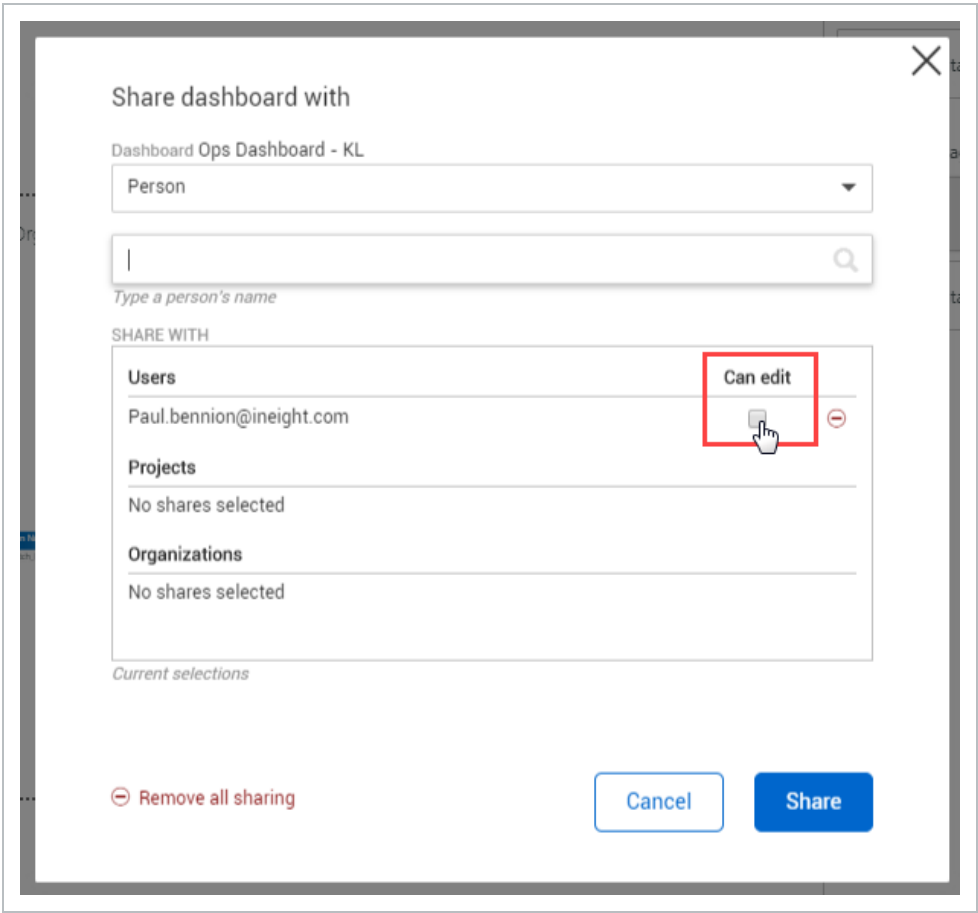 Share dashboard with
Dashboard Ops Dashboard - KL
Person
Type a person's name
SHARE WITH
Users Can edit
Paul.bennion@ineight.com
Projects
No shares selected
Organizations
No shares selected
Current selections
Remove all sharing Cancel Share